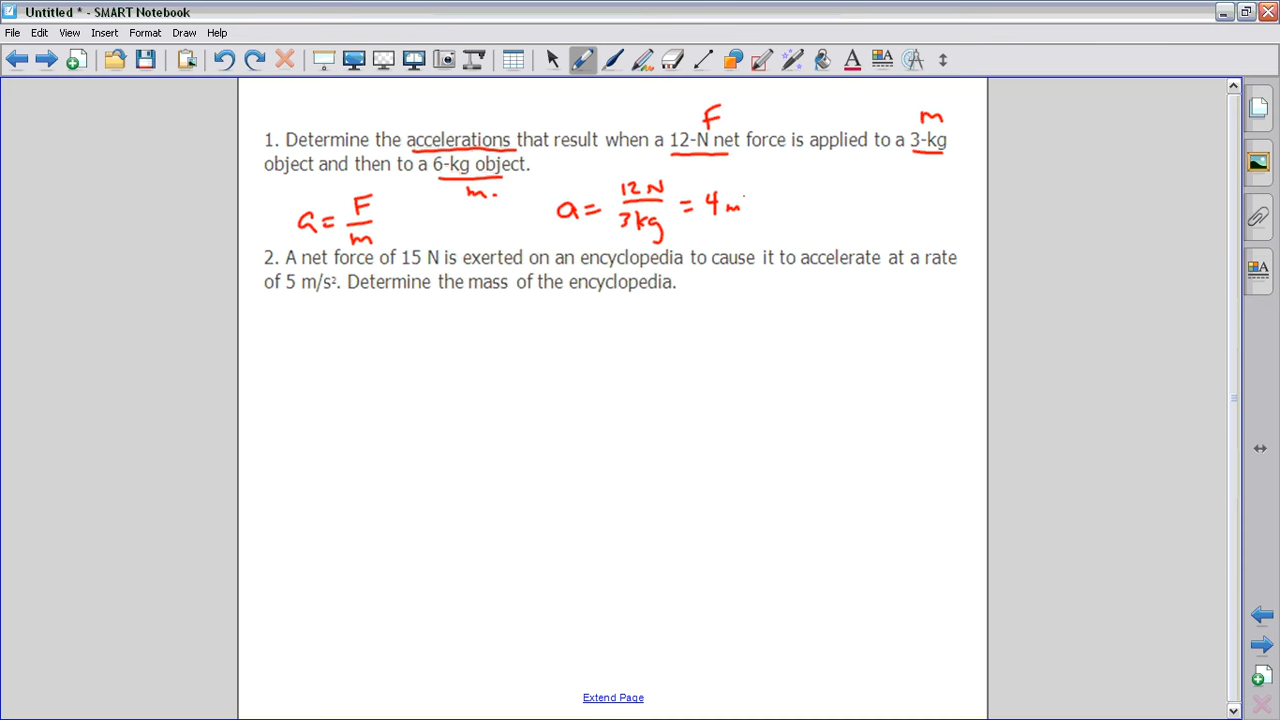 Untitled * - SMART Notebook
File Edit View Insert Format Draw Help
F
m
1. Determine the accelerations that result when a 12-N net force is applied to a 3-kg
object and then to a 6-kg object.
m.
a = F/m
a = 12 N/3 kg = 4 m
2. A net force of 15 N is exerted on an encyclopedia to cause it to accelerate at a rate
of 5 m/s². Determine the mass of the encyclopedia.
Extend Page